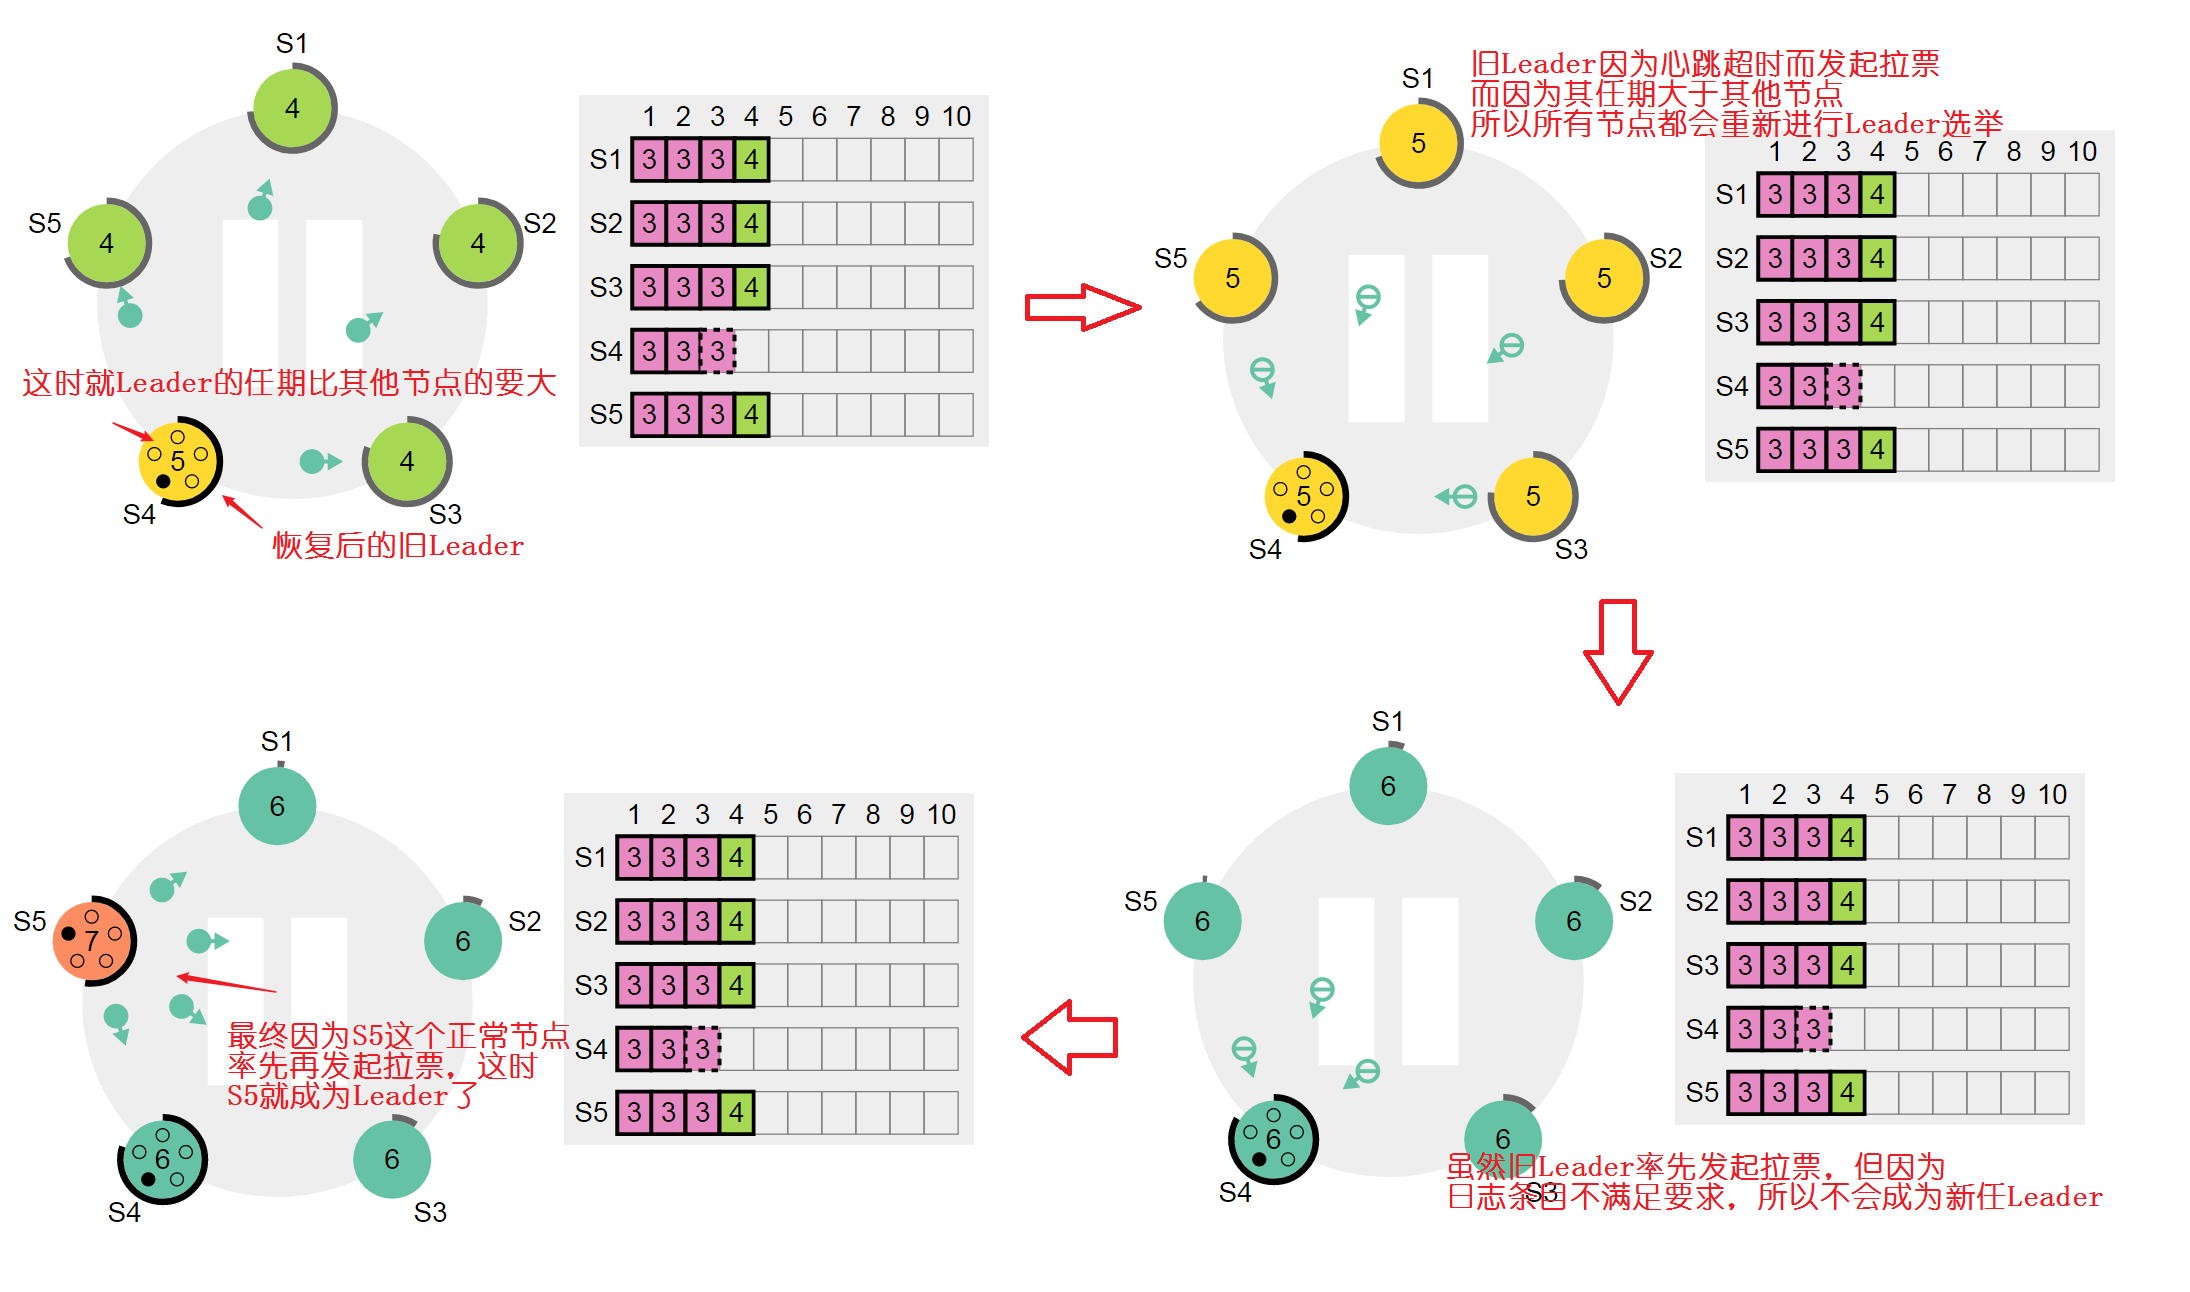 S1
4
S5
4
S2
4
这时就Leader的任期比其他节点的要大
5
S4
4
S3
恢复后的旧Leader
1 2 3 4 5 6 7 8 9 10
S1 3 3 3 4
S2 3 3 3 4
S3 3 3 3 4
S4 3 3 3
S5 3 3 3 4
旧Leader因为心跳超时而发起拉票
而因为其任期大于其他节点
所以所有节点都会重新进行Leader选举
S1
5
S5
5
S2
5
5
S4
5
S3
1 2 3 4 5 6 7 8 9 10
S1 3 3 3 4
S2 3 3 3 4
S3 3 3 3 4
S4 3 3 3
S5 3 3 3 4
S1
6
S5
6
S2
6
6
S4
6
S3
虽然旧Leader率先发起拉票，但因为
日志条目不满足要求，所以不会成为新任Leader
1 2 3 4 5 6 7 8 9 10
S1 3 3 3 4
S2 3 3 3 4
S3 3 3 3 4
S4 3 3 3
S5 3 3 3 4
S1
6
S5
7
S2
6
最终因为S5这个正常节点
率先再发起拉票，这时
S5就成为Leader了
6
S4
6
S3
1 2 3 4 5 6 7 8 9 10
S1 3 3 3 4
S2 3 3 3 4
S3 3 3 3 4
S4 3 3 3
S5 3 3 3 4